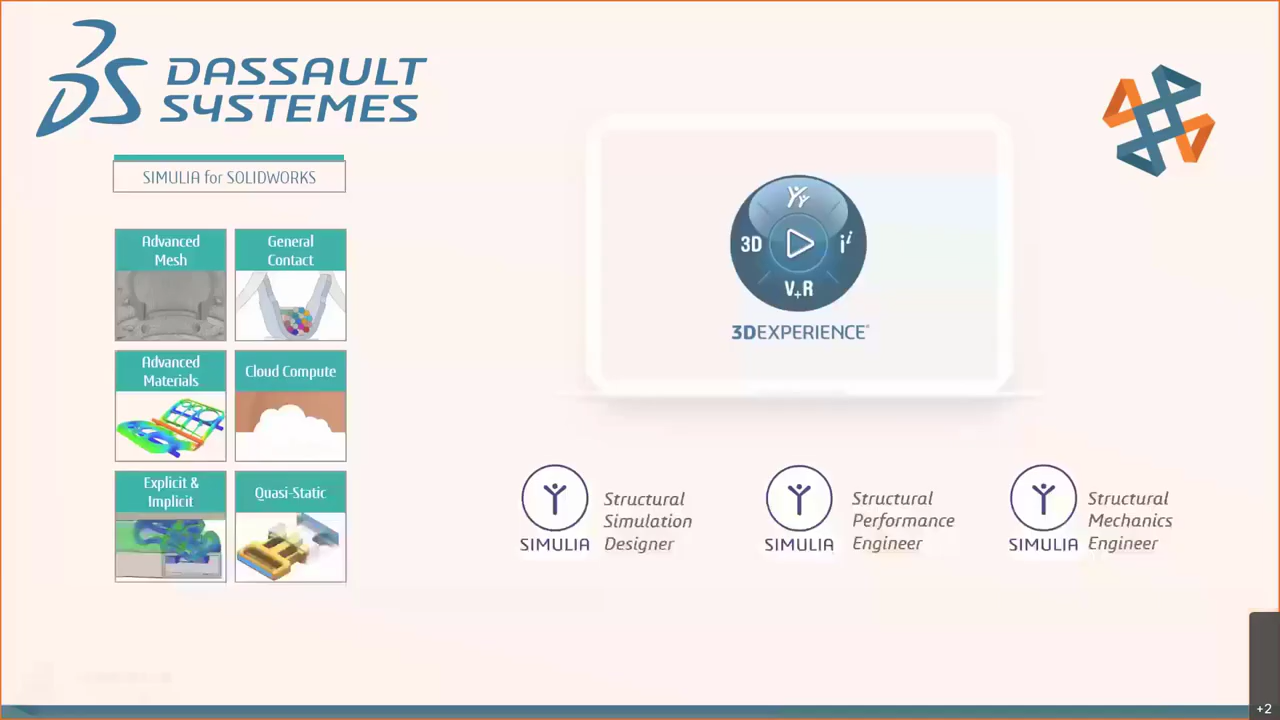 DASSAULT
SYSTEMES
SIMULIA for SOLIDWORKS
Advanced
Mesh
General
Contact
Advanced
Materials
Cloud Compute
Explicit &
Implicit
Quasi-Static
3D
i
V+R
3DEXPERIENCE
SIMULIA
Structural
Simulation
Designer
SIMULIA
Structural
Performance
Engineer
SIMULIA
Structural
Mechanics
Engineer
+2